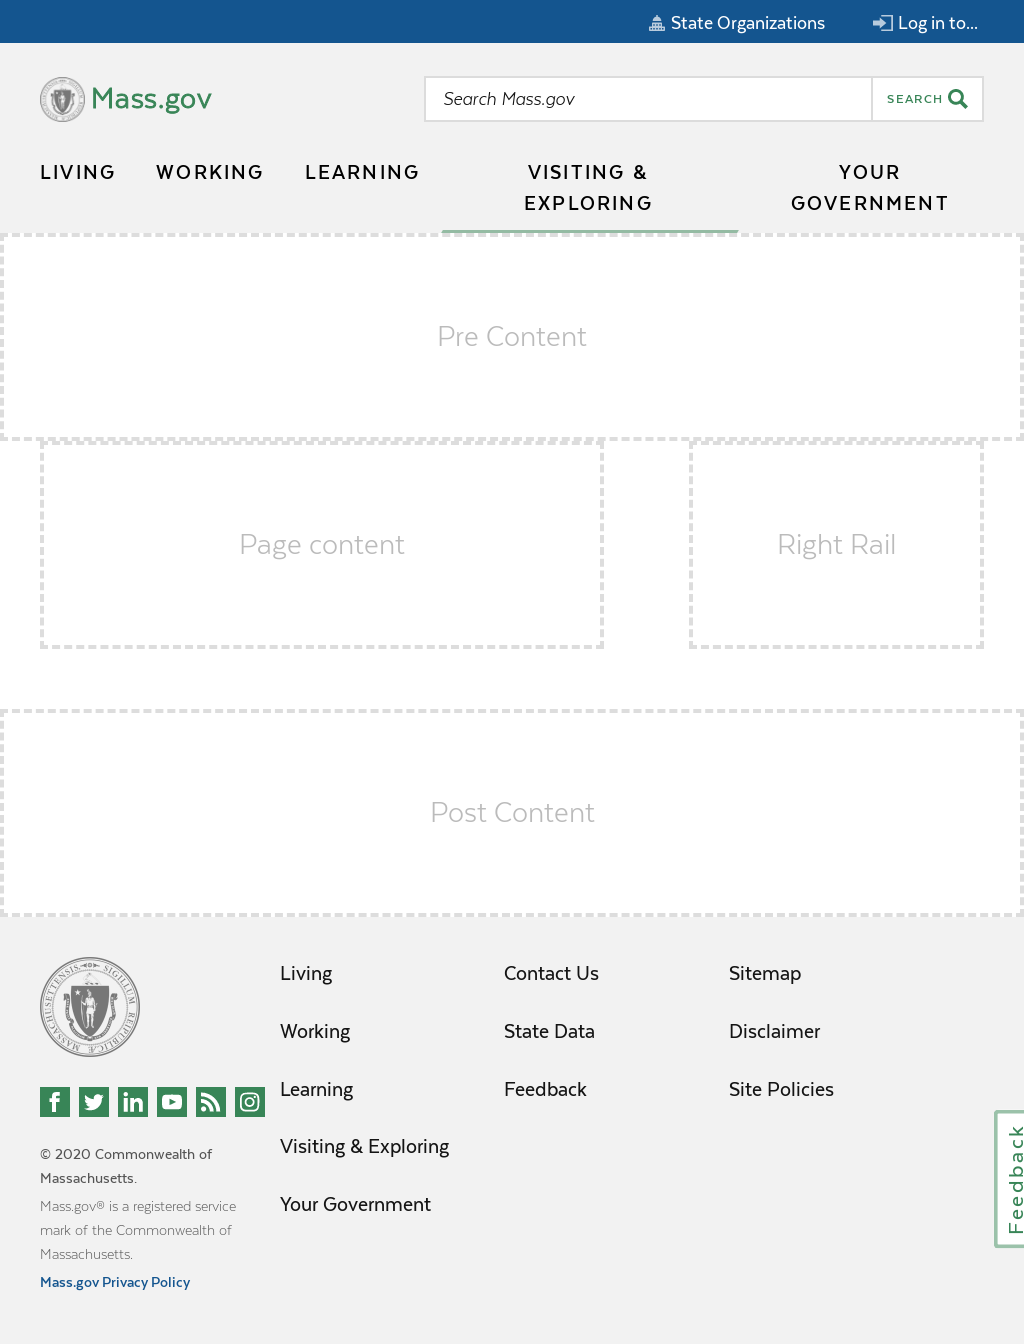 State Organizations
Log in to...
Mass.gov
Search Mass.gov
SEARCH
LIVING
WORKING
LEARNING
VISITING &
EXPLORING
YOUR
GOVERNMENT
Pre Content
Page content
Right Rail
Post Content
Living
Working
Learning
Visiting & Exploring
Your Government
Contact Us
State Data
Feedback
Sitemap
Disclaimer
Site Policies
© 2020 Commonwealth of
Massachusetts.
Mass.gov® is a registered service
mark of the Commonwealth of
Massachusetts.
Mass.gov Privacy Policy
Feedback